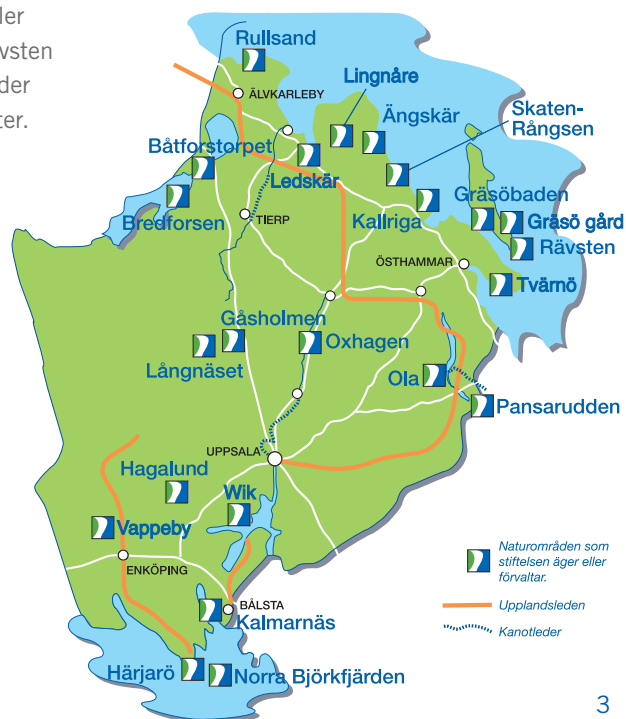 ler
vsten
der
ter.
Rullsand
Lingnåre
ÄLVKARLEBY
Ängskär
Skaten-
Rångsen
Båtforstorpet
Ledskär
Bredforsen
TIERP
Kallriga
Gräsöbaden
Gräsö gård
Rävsten
ÖSTHAMMAR
Tvärnö
Gåsholmen
Oxhagen
Långnäset
Ola
Pansarudden
UPPSALA
Hagalund
Wik
Vappeby
ENKÖPING
BÅLSTA
Kalmarnäs
Härjarö
Norra Björkfjärden
Naturområden som
stiftelsen äger eller
förvaltar.
Upplandsleden
Kanotleder
3